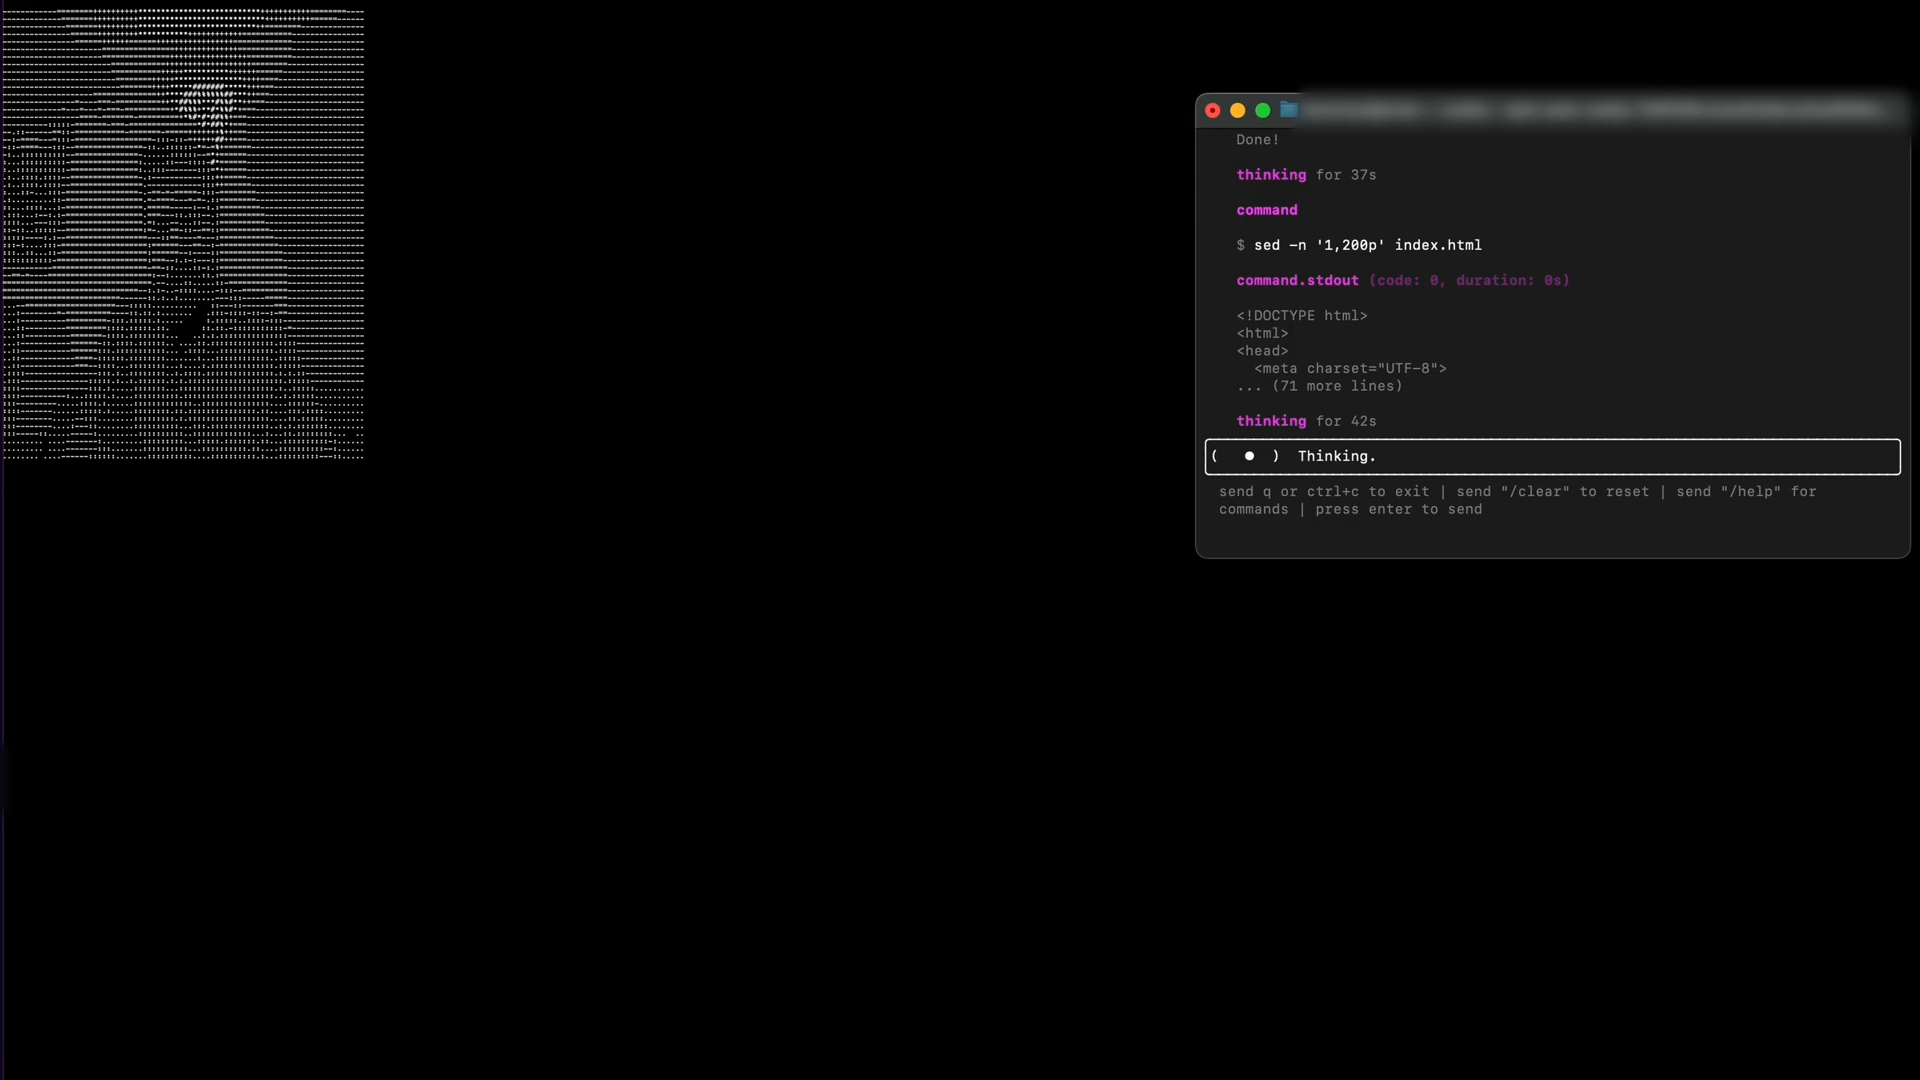 Done!
thinking for 37s
command
$ sed -n '1,200p' index.html
command.stdout (code: 0, duration: 0s)
<!DOCTYPE html>
<html>
<head>
<meta charset="UTF-8">
... (71 more lines)
thinking for 42s
( ● ) Thinking.
send q or ctrl+c to exit | send "/clear" to reset | send "/help" for
commands | press enter to send